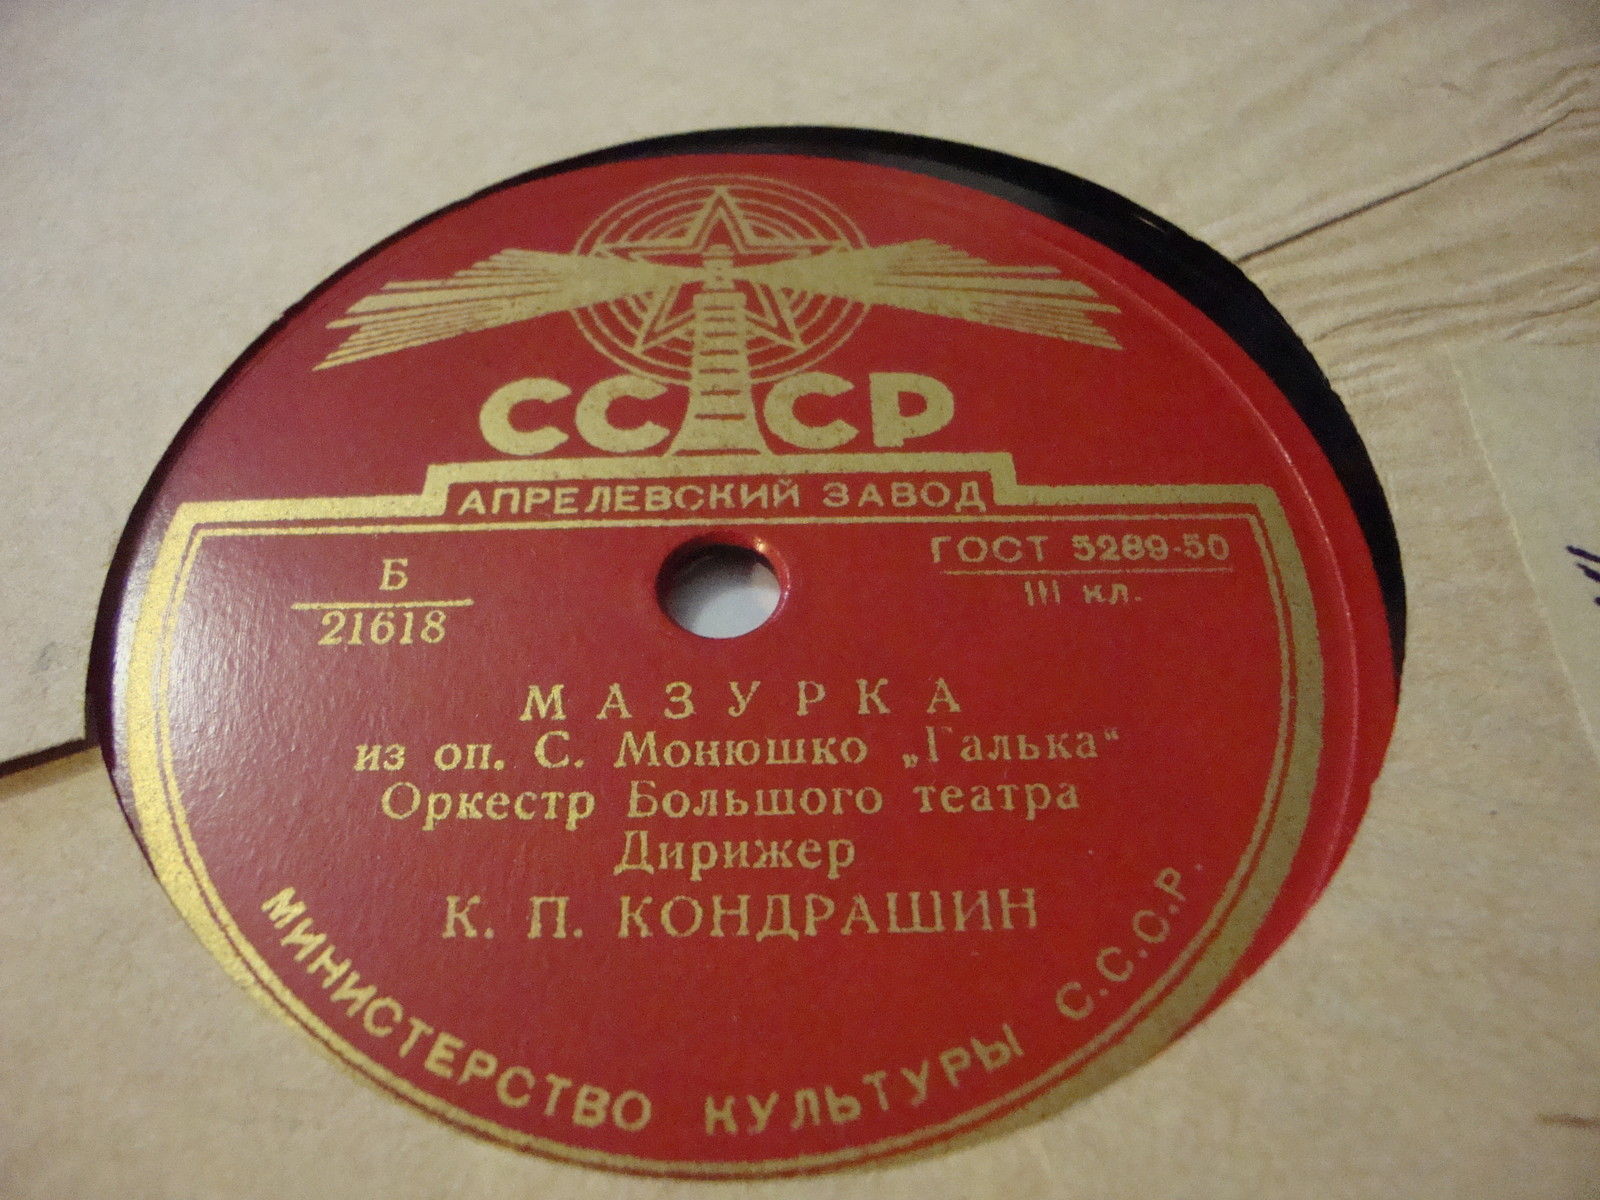 СССР
АПРЕЛЕВСКИЙ ЗАВОД
Б
21618
ГОСТ 5289-50
III кл.
МАЗУРКА
из оп. С. Монюшко „Галька“
Оркестр Большого театра
Дирижер
К. П. КОНДРАШИН
МИНИСТЕРСТВО КУЛЬТУРЫ С.С.С.Р.